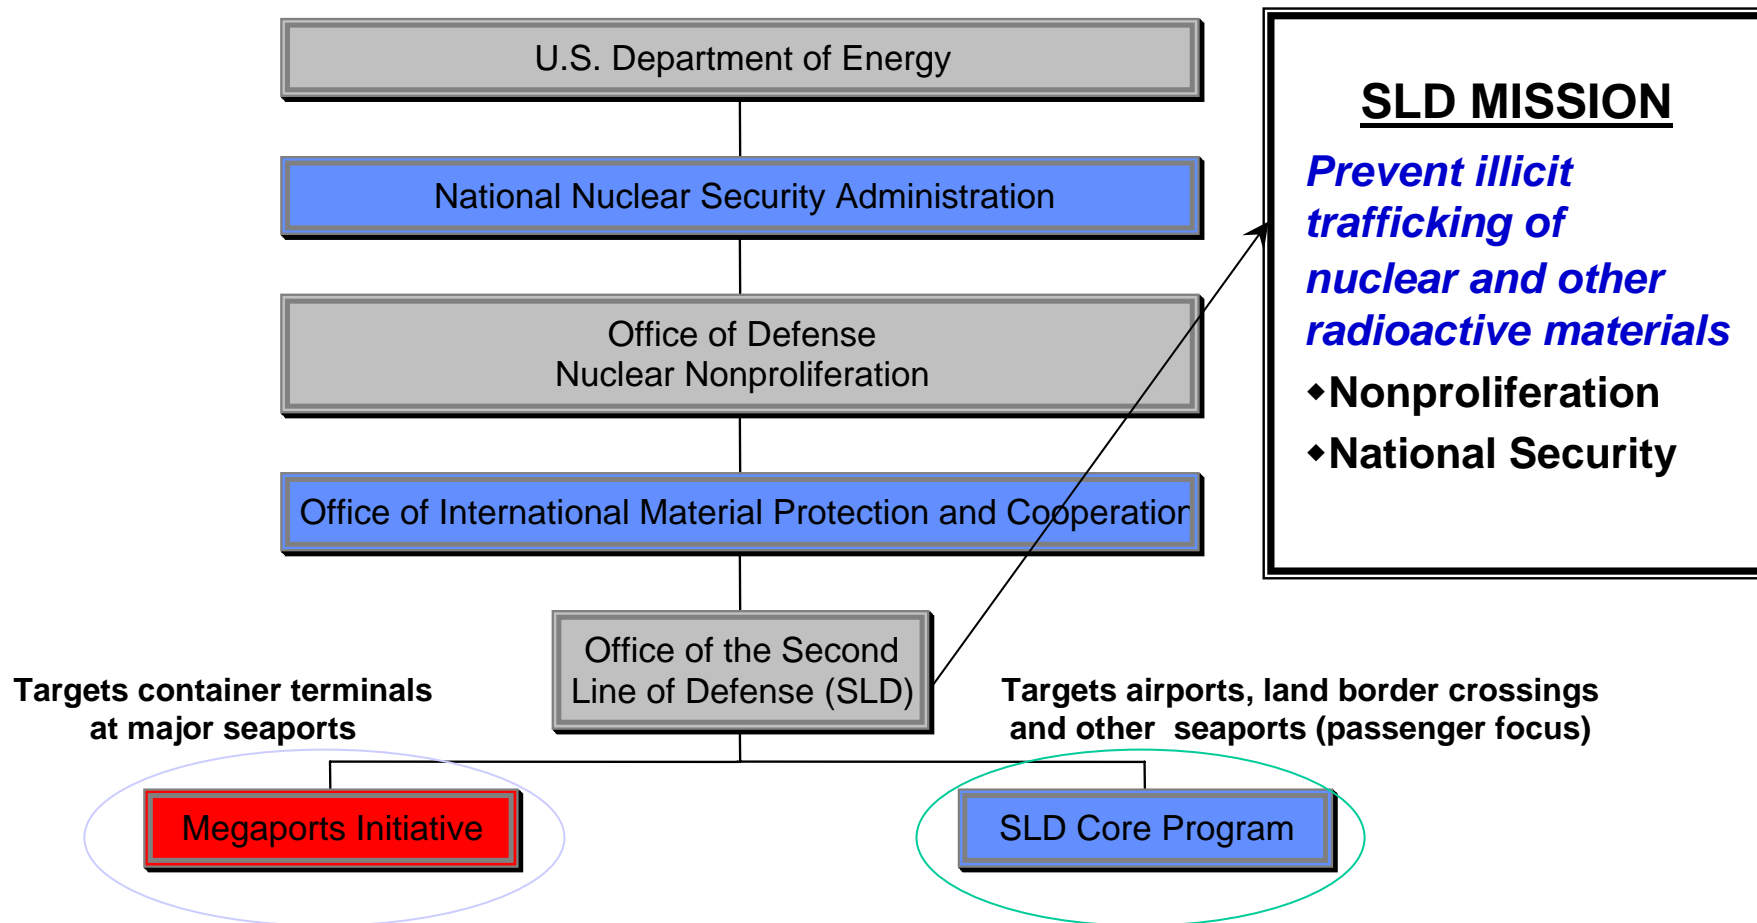 U.S. Department of Energy
National Nuclear Security Administration
Office of Defense
Nuclear Nonproliferation
Office of International Material Protection and Cooperation
Office of the Second
Line of Defense (SLD)
Targets container terminals
at major seaports
Targets airports, land border crossings
and other seaports (passenger focus)
Megaports Initiative
SLD Core Program
SLD MISSION
Prevent illicit
trafficking of
nuclear and other
radioactive materials
◆Nonproliferation
◆National Security